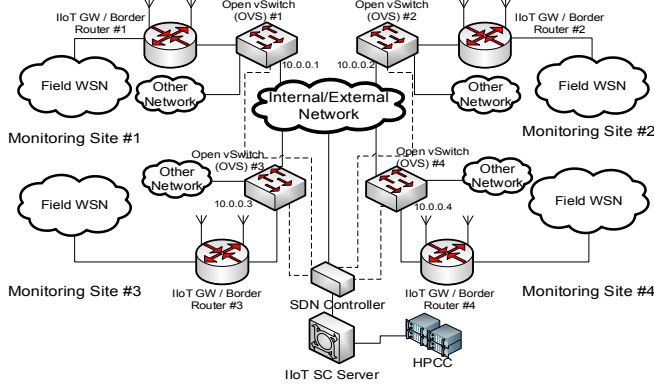 IIoT GW / Border
Router #1
Open vSwitch
(OVS) #1
Open vSwitch
(OVS) #2
IIoT GW / Border
Router #2
10.0.0.1
10.0.0.2
Field WSN
Other
Network
Internal/External
Network
Other
Network
Field WSN
Monitoring Site #1
Monitoring Site #2
Open vSwitch
(OVS) #3
Open vSwitch
(OVS) #4
Other
Network
Other
Network
Field WSN
10.0.0.3
10.0.0.4
Field WSN
Monitoring Site #3
IIoT GW / Border
Router #3
SDN Controller
IIoT GW / Border
Router #4
Monitoring Site #4
HPCC
IIoT SC Server